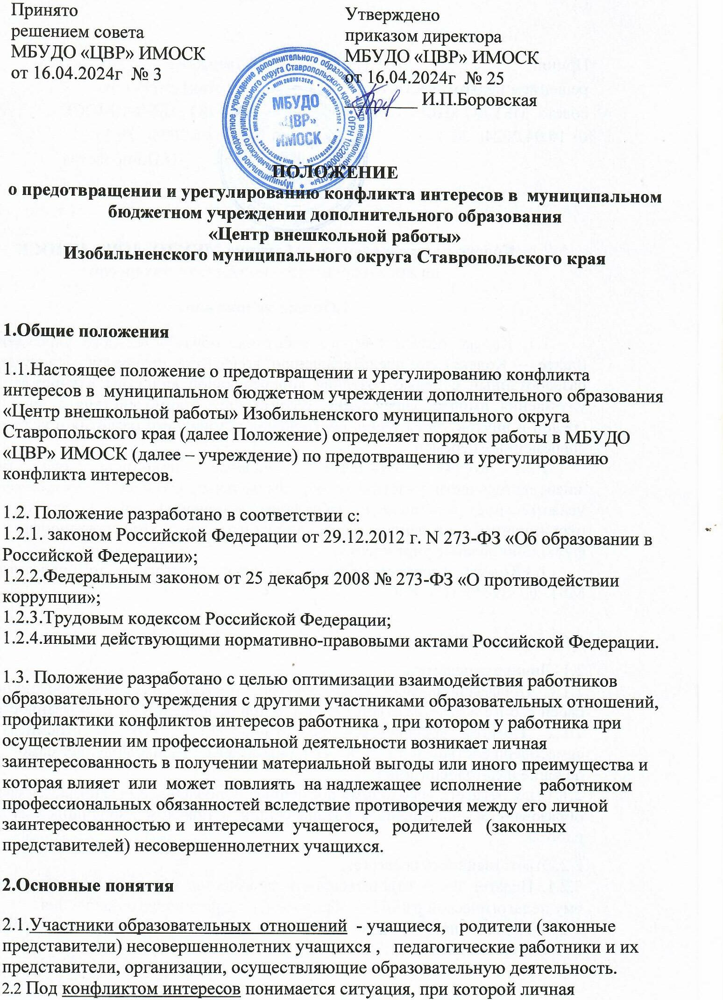 Принято
решением совета
МБУДО «ЦВР» ИМОСК
от 16.04.2024г № 3
Утверждено
приказом директора
МБУДО «ЦВР» ИМОСК
от 16.04.2024г № 25
__________ И.П.Боровская
Муниципальное бюджетное учреждение дополнительного образования «Центр внешкольной работы»
Изобильненского муниципального округа Ставропольского края * ОГРН
ИНН 2607013124 • ИНН 2607013124 • ИНН 2607013124 • ИНН 2607013124 • ИНН 2607013124
МБУДО
«ЦВР»
ИМОСК
ПОЛОЖЕНИЕ
о предотвращении и урегулированию конфликта интересов в муниципальном
бюджетном учреждении дополнительного образования
«Центр внешкольной работы»
Изобильненского муниципального округа Ставропольского края
1.Общие положения
1.1.Настоящее положение о предотвращении и урегулированию конфликта
интересов в муниципальном бюджетном учреждении дополнительного образования
«Центр внешкольной работы» Изобильненского муниципального округа
Ставропольского края (далее Положение) определяет порядок работы в МБУДО
«ЦВР» ИМОСК (далее – учреждение) по предотвращению и урегулированию
конфликта интересов.
1.2. Положение разработано в соответствии с:
1.2.1. законом Российской Федерации от 29.12.2012 г. N 273-ФЗ «Об образовании в
Российской Федерации»;
1.2.2.Федеральным законом от 25 декабря 2008 № 273-ФЗ «О противодействии
коррупции»;
1.2.3.Трудовым кодексом Российской Федерации;
1.2.4.иными действующими нормативно-правовыми актами Российской Федерации.
1.3. Положение разработано с целью оптимизации взаимодействия работников
образовательного учреждения с другими участниками образовательных отношений,
профилактики конфликтов интересов работника , при котором у работника при
осуществлении им профессиональной деятельности возникает личная
заинтересованность в получении материальной выгоды или иного преимущества и
которая влияет или может повлиять на надлежащее исполнение работником
профессиональных обязанностей вследствие противоречия между его личной
заинтересованностью и интересами учащегося, родителей (законных
представителей) несовершеннолетних учащихся.
2.Основные понятия
2.1.Участники образовательных отношений - учащиеся, родители (законные
представители) несовершеннолетних учащихся , педагогические работники и их
представители, организации, осуществляющие образовательную деятельность.
2.2 Под конфликтом интересов понимается ситуация, при которой личная